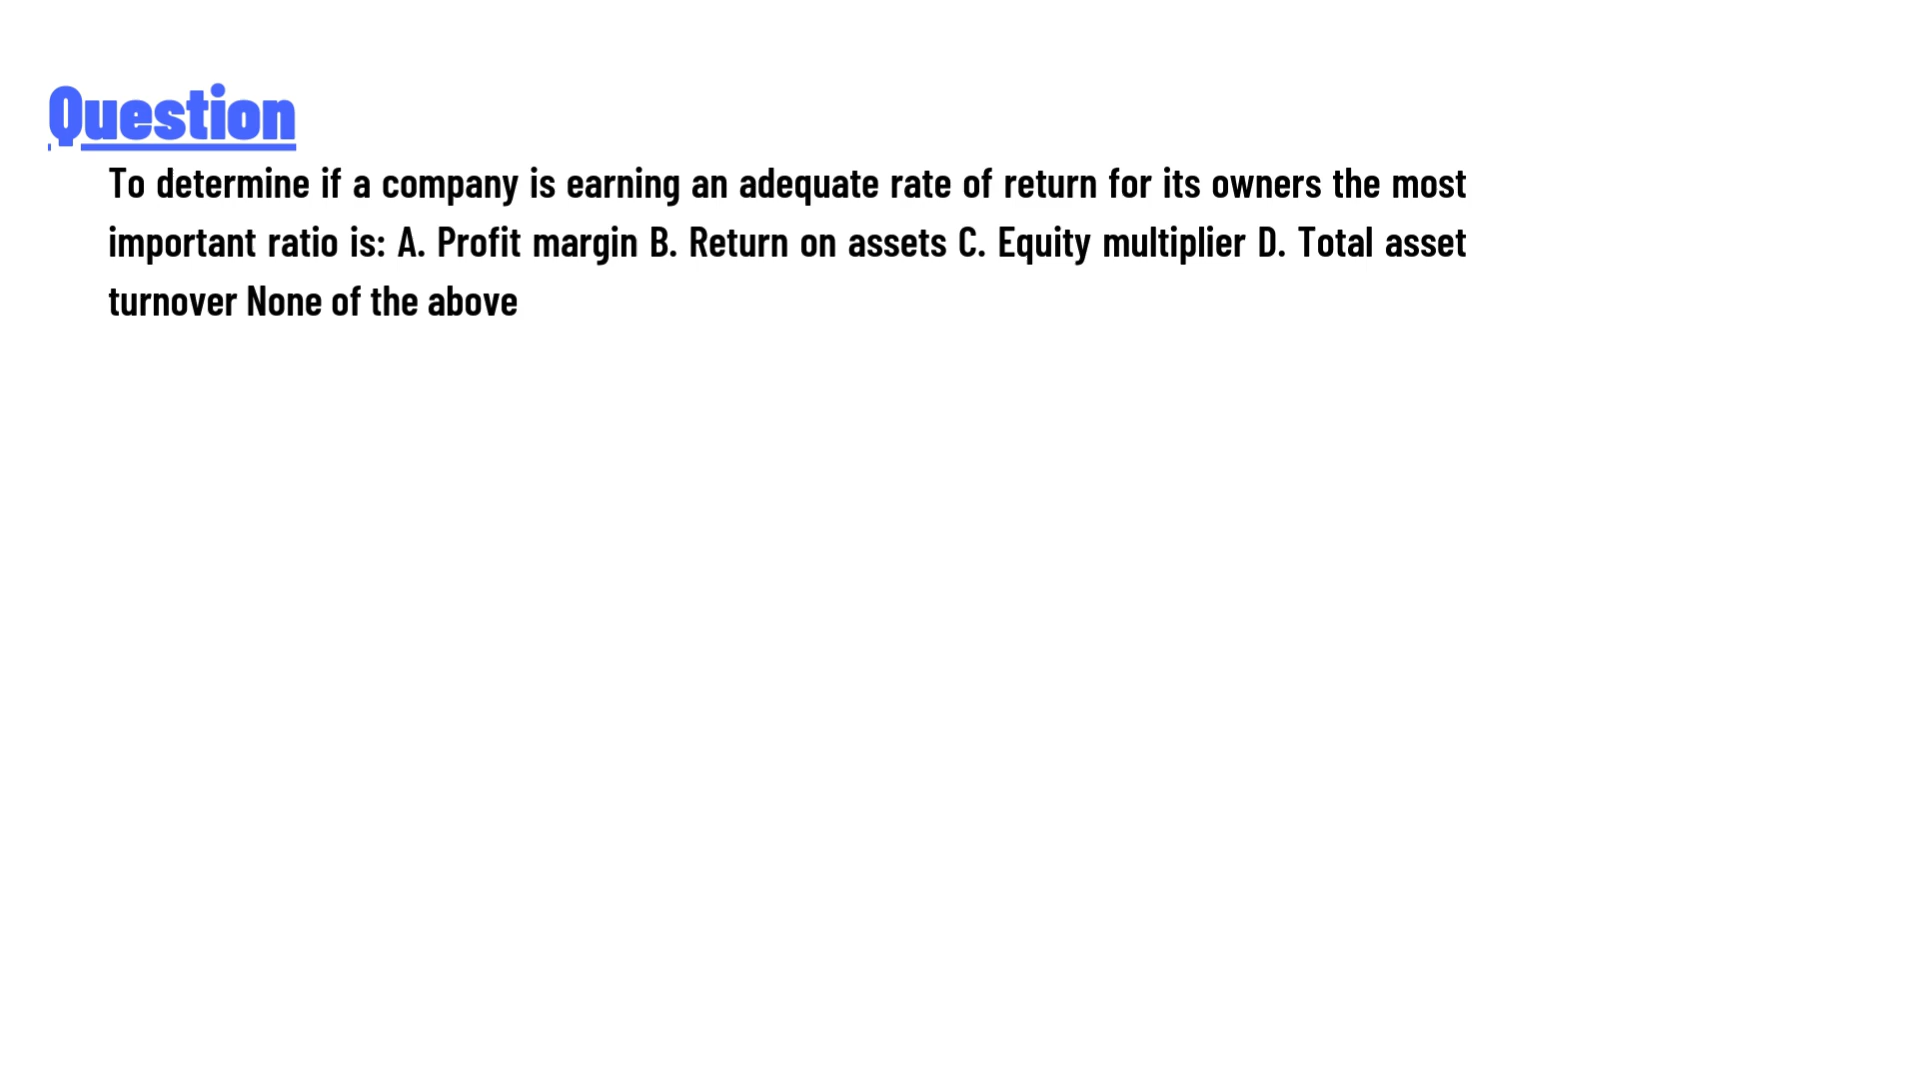 Question
To determine if a company is earning an adequate rate of return for its owners the most
important ratio is: A. Profit margin B. Return on assets C. Equity multiplier D. Total asset
turnover None of the above